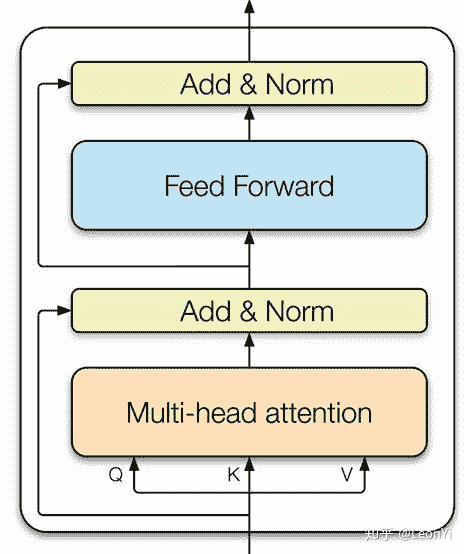 Add & Norm
Feed Forward
Add & Norm
Multi-head attention
Q K V
知乎 @LeonYi